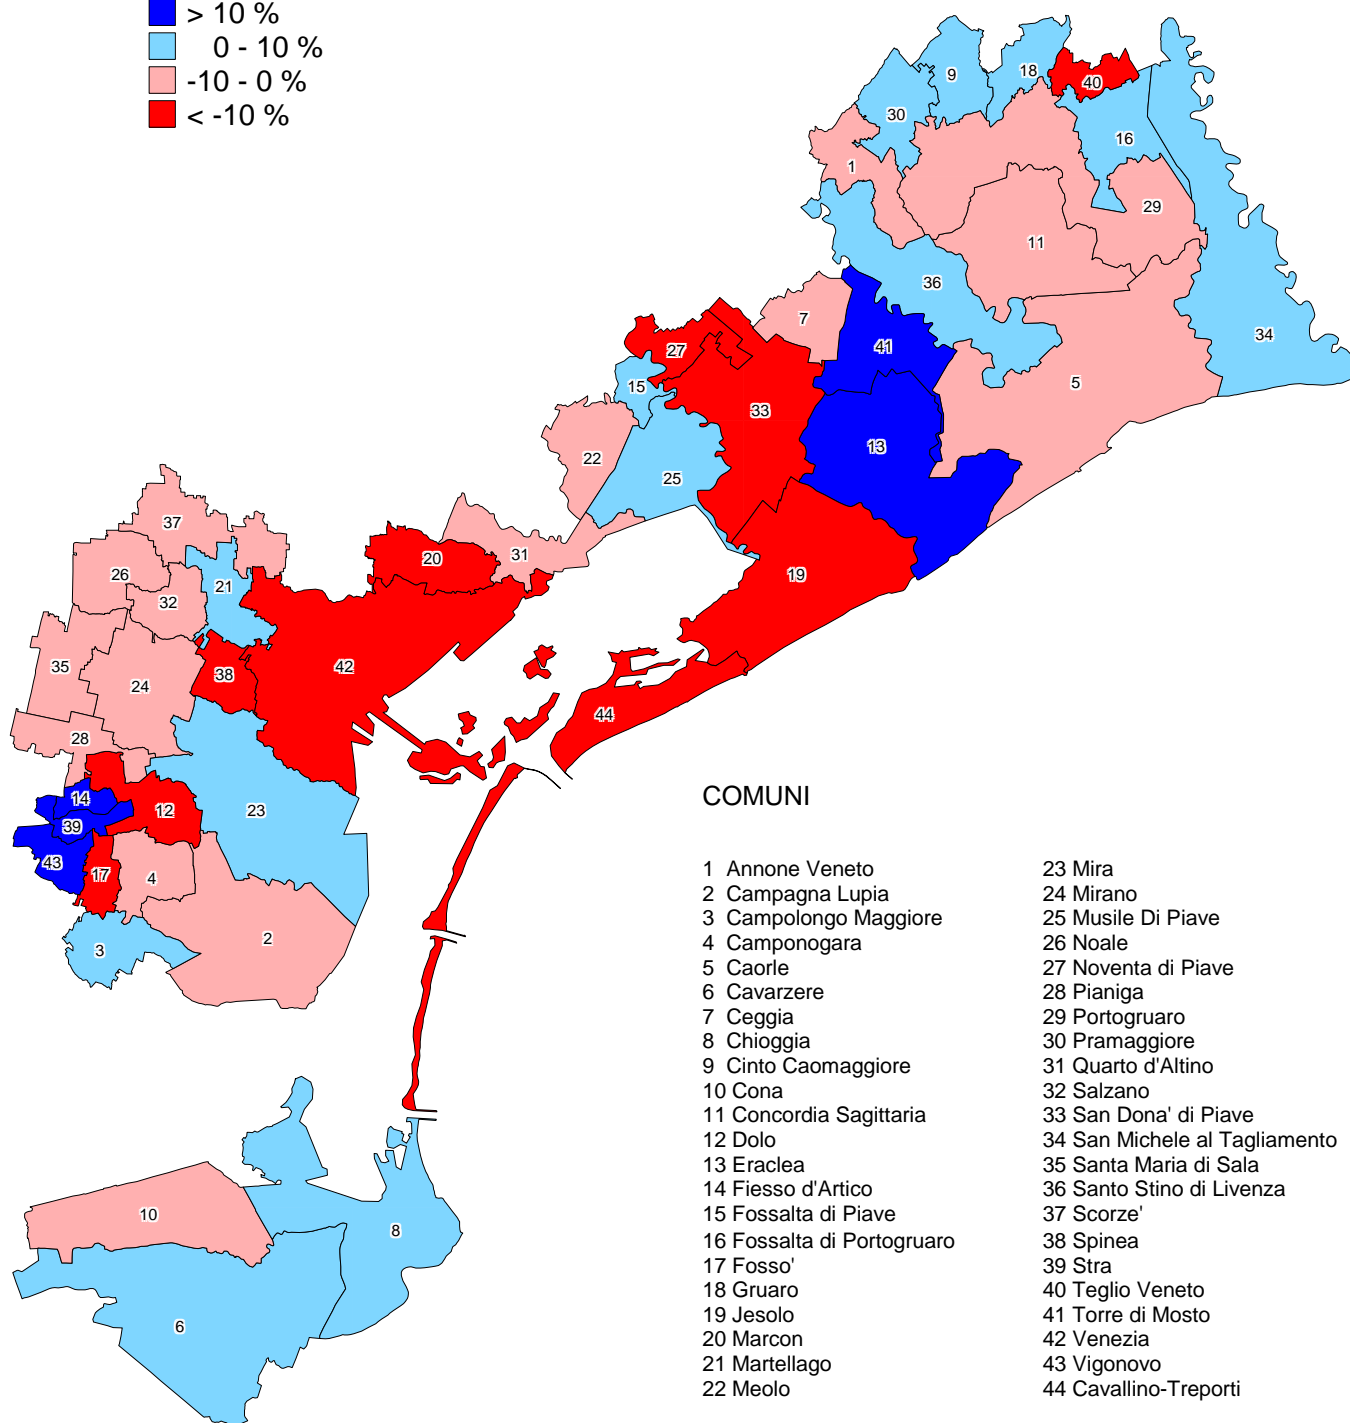 > 10 %
0 - 10 %
-10 - 0 %
< -10 %
9
18
40
30
16
1
29
11
36
34
7
41
27
5
15
33
13
22
25
37
20
31
26
19
21
32
35
38
42
24
44
28
14
12
23
39
43
17
4
2
3
10
8
6
COMUNI
1 Annone Veneto
2 Campagna Lupia
3 Campolongo Maggiore
4 Camponogara
5 Caorle
6 Cavarzere
7 Ceggia
8 Chioggia
9 Cinto Caomaggiore
10 Cona
11 Concordia Sagittaria
12 Dolo
13 Eraclea
14 Fiesso d'Artico
15 Fossalta di Piave
16 Fossalta di Portogruaro
17 Fosso'
18 Gruaro
19 Jesolo
20 Marcon
21 Martellago
22 Meolo
23 Mira
24 Mirano
25 Musile Di Piave
26 Noale
27 Noventa di Piave
28 Pianiga
29 Portogruaro
30 Pramaggiore
31 Quarto d'Altino
32 Salzano
33 San Dona' di Piave
34 San Michele al Tagliamento
35 Santa Maria di Sala
36 Santo Stino di Livenza
37 Scorze'
38 Spinea
39 Stra
40 Teglio Veneto
41 Torre di Mosto
42 Venezia
43 Vigonovo
44 Cavallino-Treporti